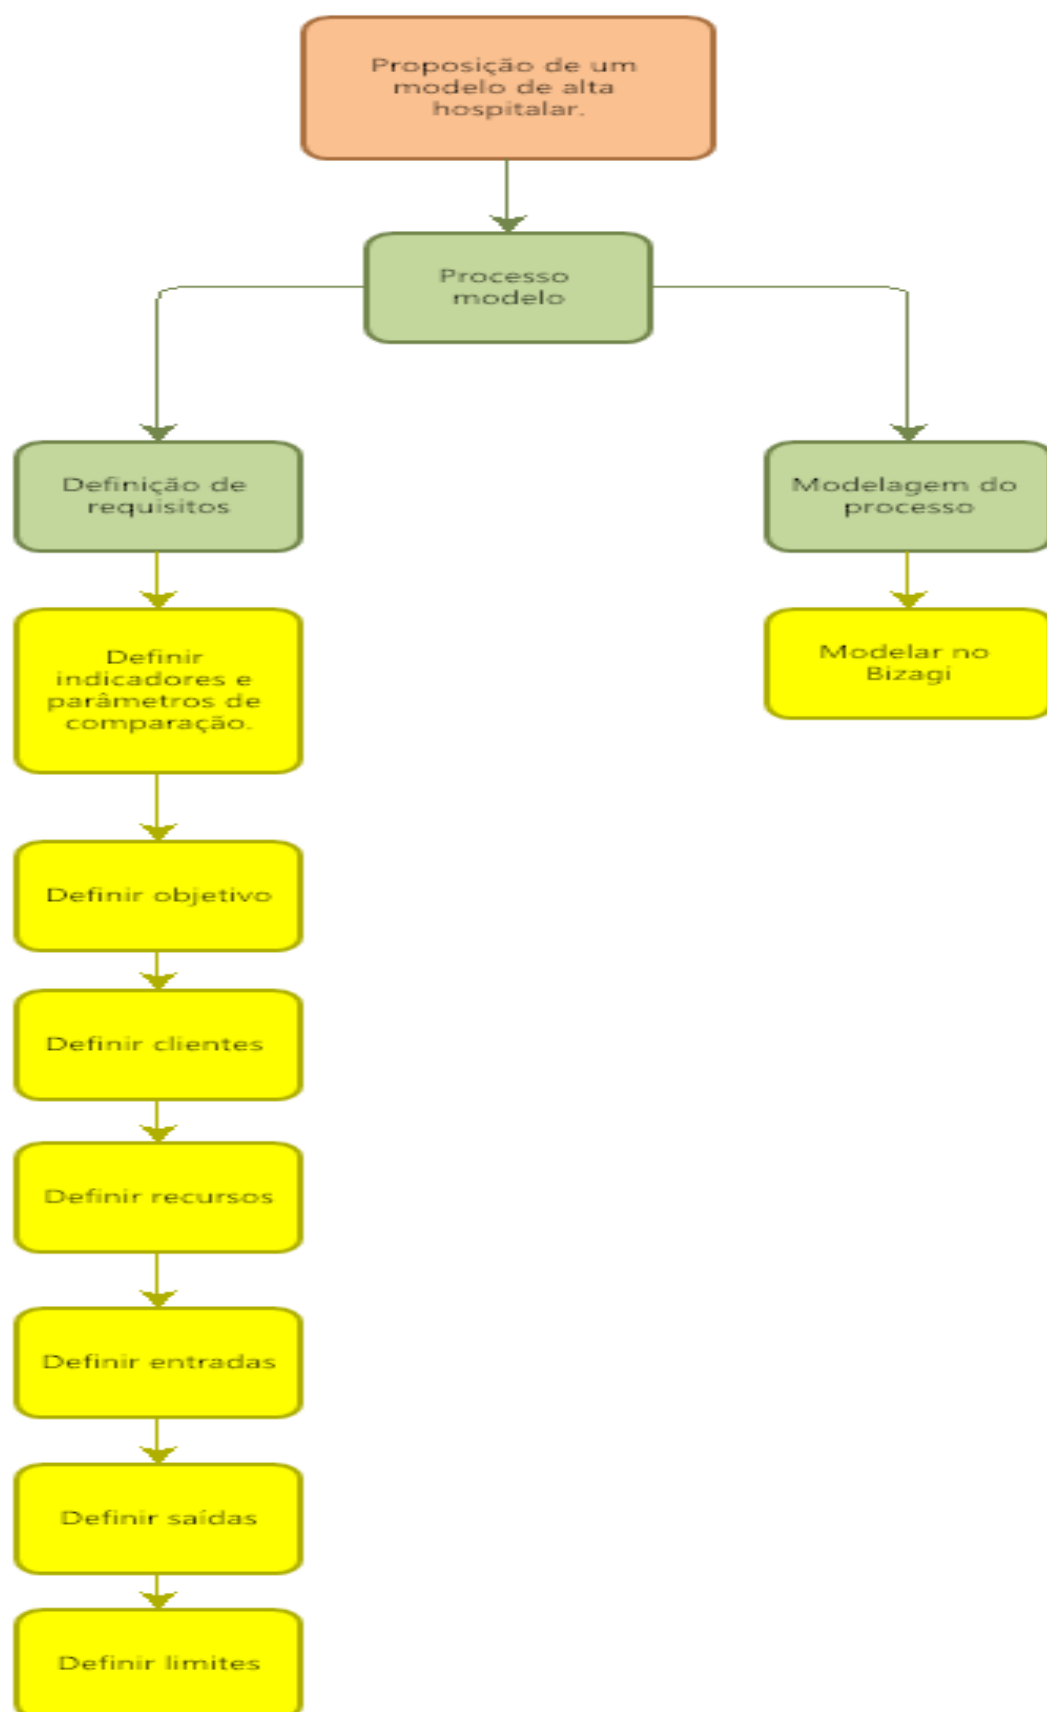 Proposição de um
modelo de alta
hospitalar.
Processo
modelo
Definição de
requisitos
Modelagem do
processo
Definir
indicadores e
parâmetros de
comparação.
Modelar no
Bizagi
Definir objetivo
Definir clientes
Definir recursos
Definir entradas
Definir saídas
Definir limites